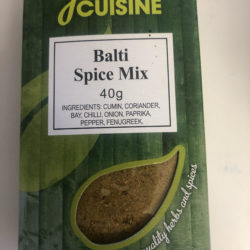 CUISINE
Balti
Spice Mix
40g
INGREDIENTS: CUMIN, CORIANDER,
BAY, CHILLI, ONION, PAPRIKA,
PEPPER, FENUGREEK.
quality herbs and spices